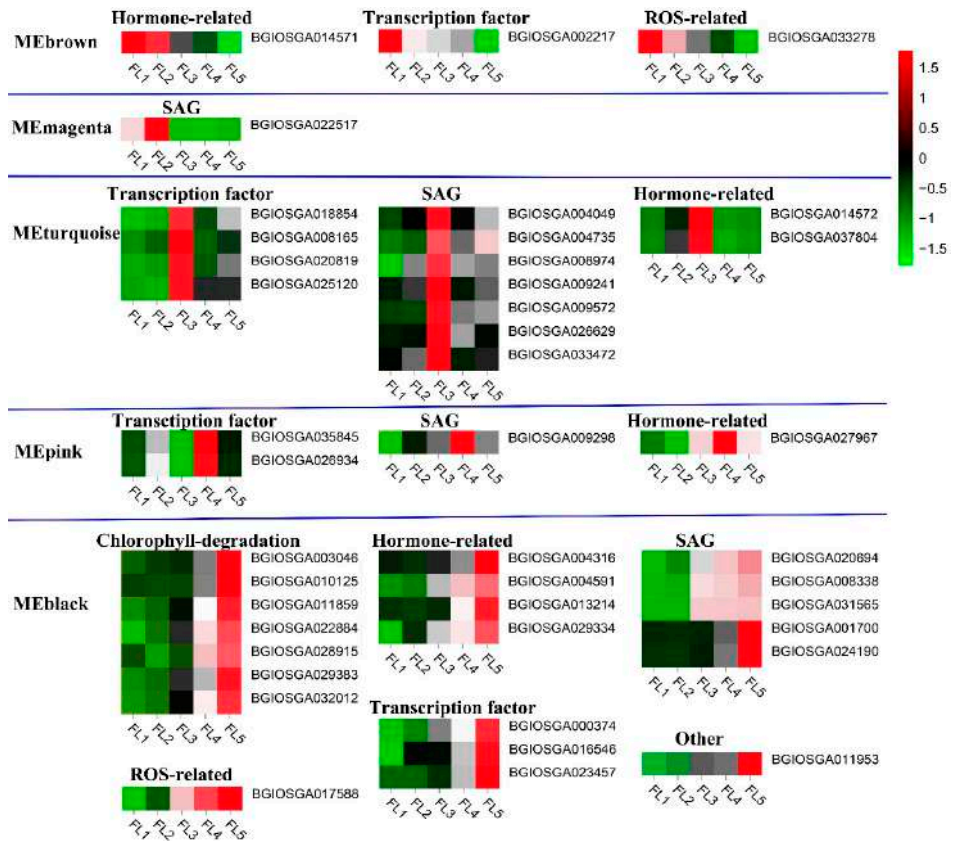 Hormone-related Transcription factor ROS-related
MEbrown BGIOSGA014571 BGIOSGA002217 BGIOSGA033278
FL1 FL2 FL3 FL4 FL5 FL1 FL2 FL3 FL4 FL5 FL1 FL2 FL3 FL4 FL5
1.5
1
0.5
0
−0.5
−1
−1.5
SAG
MEmagenta BGIOSGA022517
FL1 FL2 FL3 FL4 FL5
Transcription factor SAG Hormone-related
MEturquoise
BGIOSGA018854 BGIOSGA004049 BGIOSGA014572
BGIOSGA008165 BGIOSGA004735 BGIOSGA037804
BGIOSGA020819 BGIOSGA006974
BGIOSGA025120 BGIOSGA009241
BGIOSGA009572
BGIOSGA026629
BGIOSGA033472
FL1 FL2 FL3 FL4 FL5 FL1 FL2 FL3 FL4 FL5 FL1 FL2 FL3 FL4 FL5
Transctiption factor SAG Hormone-related
MEpink
BGIOSGA035845 BGIOSGA009298 BGIOSGA027967
BGIOSGA026934
FL1 FL2 FL3 FL4 FL5 FL1 FL2 FL3 FL4 FL5 FL1 FL2 FL3 FL4 FL5
MEblack
Chlorophyll-degradation
BGIOSGA003046
BGIOSGA010125
BGIOSGA011859
BGIOSGA022884
BGIOSGA028915
BGIOSGA029383
BGIOSGA032012
FL1 FL2 FL3 FL4 FL5
Hormone-related
BGIOSGA004316
BGIOSGA004591
BGIOSGA013214
BGIOSGA029334
FL1 FL2 FL3 FL4 FL5
SAG
BGIOSGA020694
BGIOSGA008338
BGIOSGA031565
BGIOSGA001700
BGIOSGA024190
FL1 FL2 FL3 FL4 FL5
Transcription factor
BGIOSGA000374
BGIOSGA016546
BGIOSGA023457
FL1 FL2 FL3 FL4 FL5
Other
BGIOSGA011953
FL1 FL2 FL3 FL4 FL5
ROS-related
BGIOSGA017588
FL1 FL2 FL3 FL4 FL5